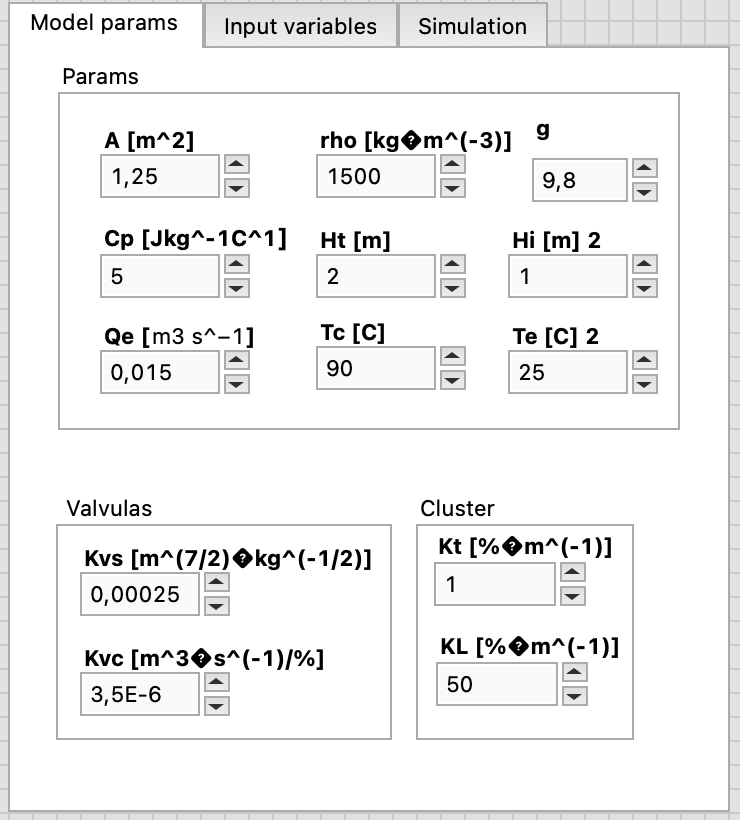 Model params
Input variables
Simulation
Params
A [m^2]
rho [kg�m^(-3)]
g
1,25
1500
9,8
Cp [Jkg^-1C^1]
Ht [m]
Hi [m] 2
5
2
1
Qe [m3 s^−1]
Tc [C]
Te [C] 2
0,015
90
25
Valvulas
Cluster
Kvs [m^(7/2)�kg^(-1/2)]
Kt [%�m^(-1)]
0,00025
1
Kvc [m^3�s^(-1)/%]
KL [%�m^(-1)]
3,5E-6
50